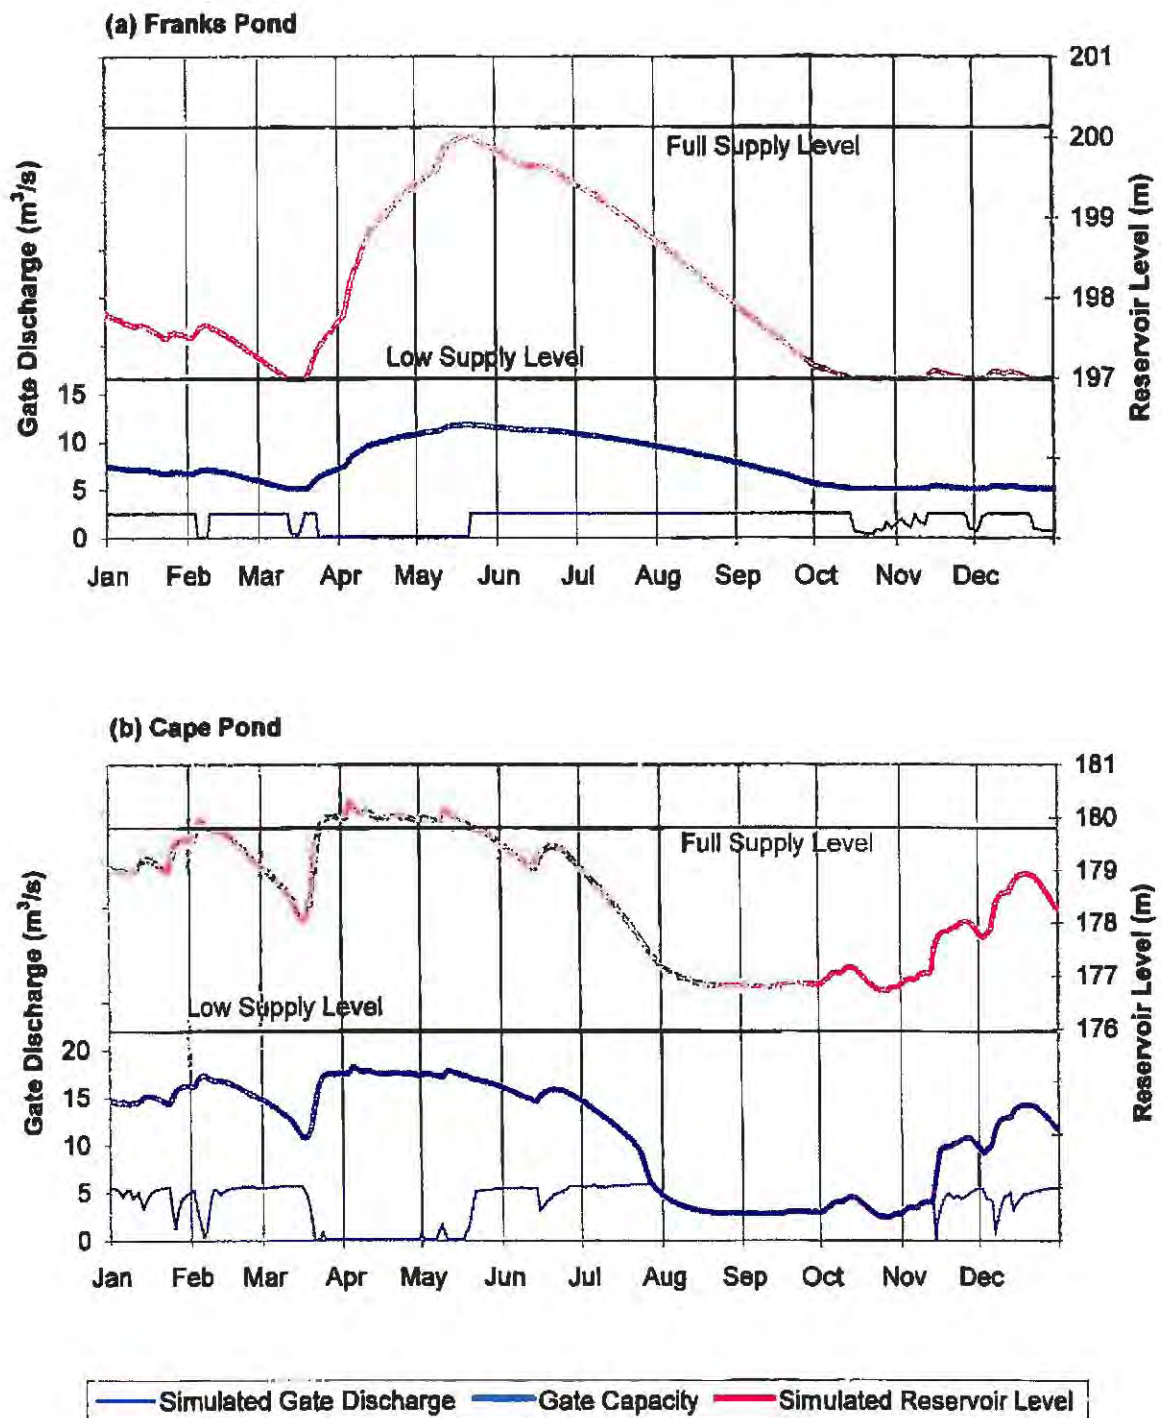 (a) Franks Pond
201
Full Supply Level
200
199
198
Low Supply Level
197
15
10
5
0
Gate Discharge (m³/s)
Reservoir Level (m)
Jan Feb Mar Apr May Jun Jul Aug Sep Oct Nov Dec
(b) Cape Pond
181
180
Full Supply Level
179
178
177
Low Supply Level
176
20
15
10
5
0
Gate Discharge (m³/s)
Reservoir Level (m)
Jan Feb Mar Apr May Jun Jul Aug Sep Oct Nov Dec
Simulated Gate Discharge Gate Capacity Simulated Reservoir Level